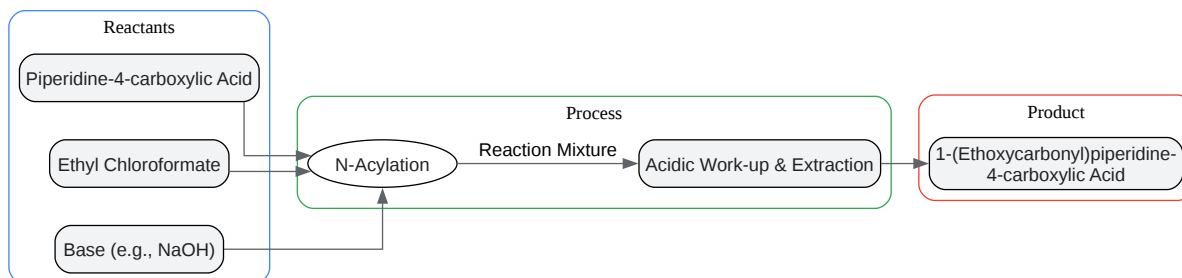 Reactants
Piperidine-4-carboxylic Acid
Ethyl Chloroformate
Base (e.g., NaOH)
Process
N-Acylation
Reaction Mixture
Acidic Work-up & Extraction
Product
1-(Ethoxycarbonyl)piperidine-
4-carboxylic Acid